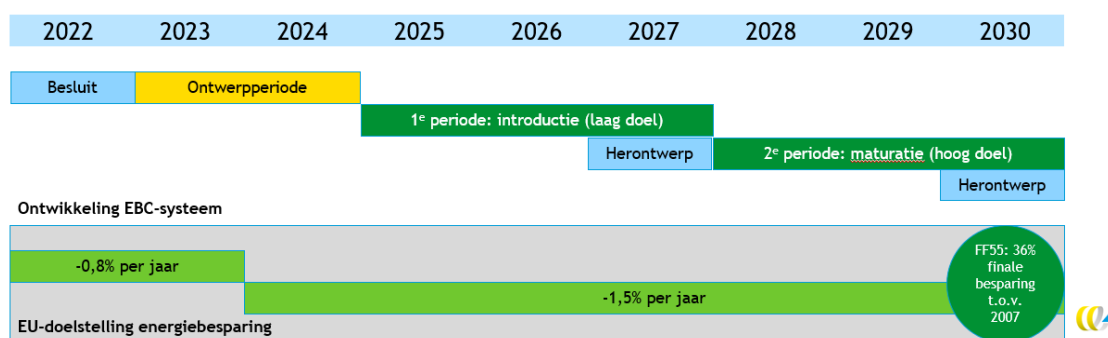 2022 2023 2024 2025 2026 2027 2028 2029 2030
Besluit Ontwerpperiode
1e periode: introductie (laag doel)
Herontwerp 2e periode: maturatie (hoog doel)
Herontwerp
Ontwikkeling EBC-systeem
-0,8% per jaar
-1,5% per jaar
FF55: 36%
finale
besparing
t.o.v.
2007
EU-doelstelling energiebesparing